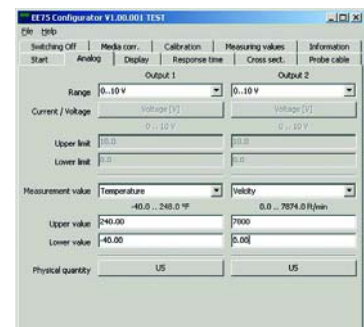 EE75 Configurator V1.00.001 TEST
File Help
Switching Off Media corr. Calibration Measuring values Information
Start Analog Display Response time Cross sect. Probe cable
Output 1 Output 2
Range 0..10 V 0..10 V
Current / Voltage Voltage [V] Voltage [V]
0 .. 10 V 0 .. 10 V
Upper limit 10.0 10.0
Lower limit 0.0 0.0
Measurement value Temperature Velcity
-40.0 ... 248.0 °F 0.0 ... 7874.0 ft/min
Upper value 240.00 7800
Lower value -40.00 0.00
Physical quantity US US